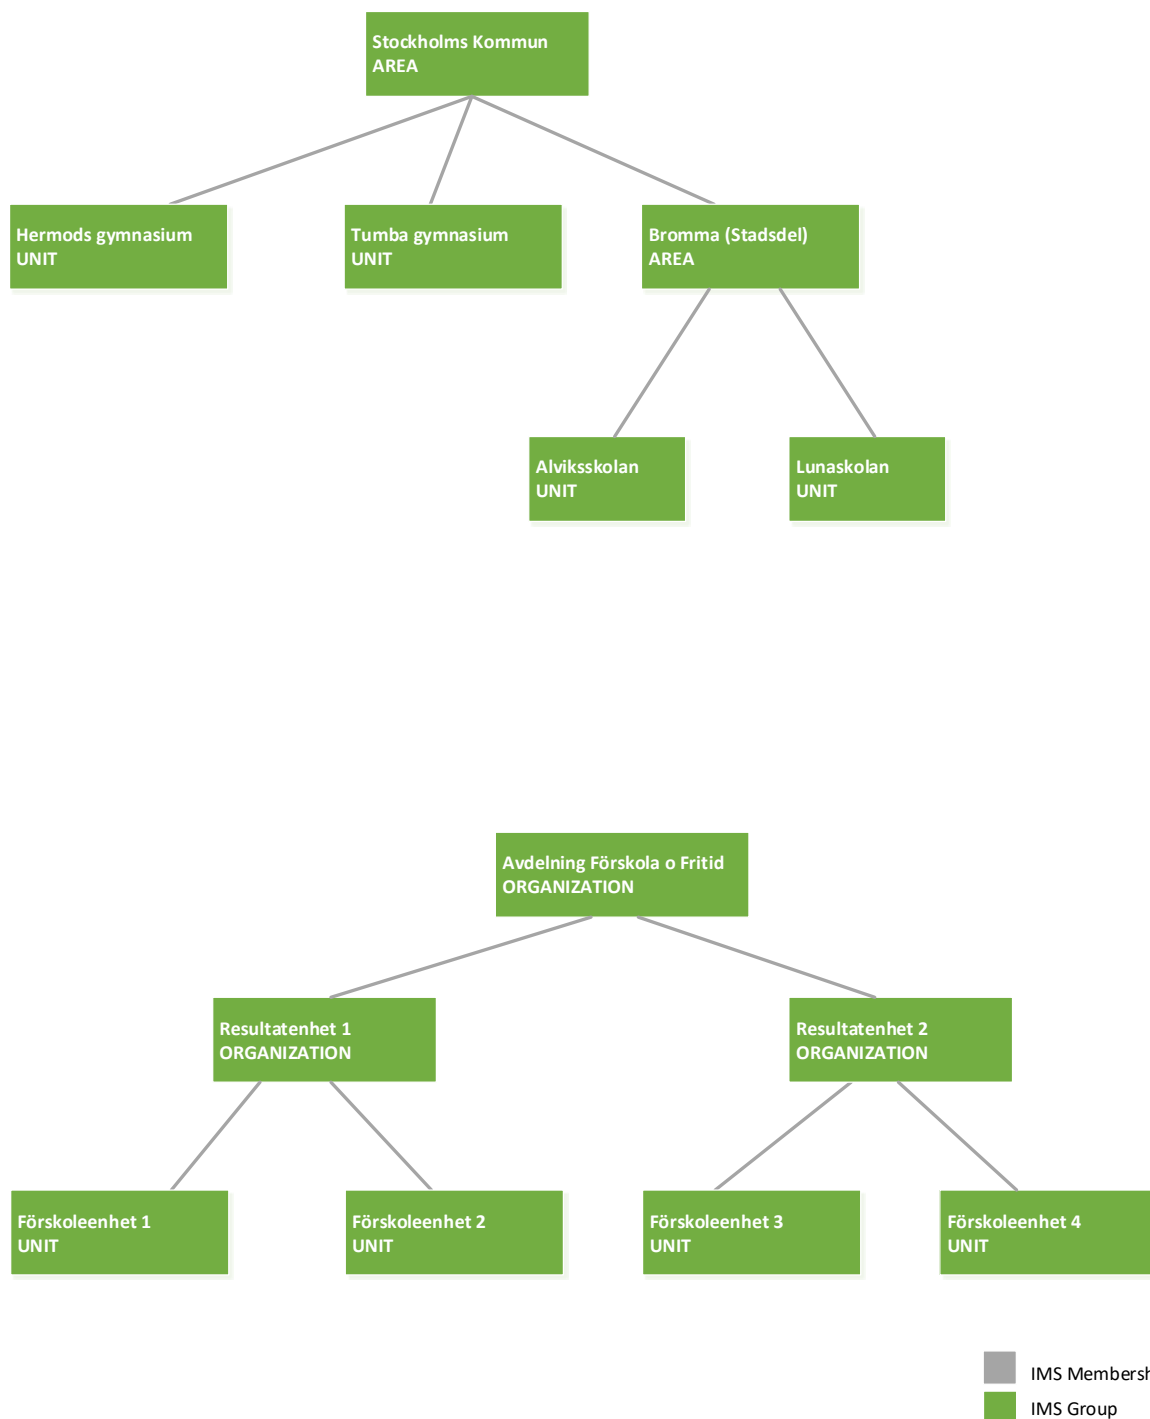 Stockholms Kommun
AREA
Hermods gymnasium
UNIT
Tumba gymnasium
UNIT
Bromma (Stadsdel)
AREA
Alviksskolan
UNIT
Lunaskolan
UNIT
Avdelning Förskola o Fritid
ORGANIZATION
Resultatenhet 1
ORGANIZATION
Resultatenhet 2
ORGANIZATION
Förskoleenhet 1
UNIT
Förskoleenhet 2
UNIT
Förskoleenhet 3
UNIT
Förskoleenhet 4
UNIT
IMS Membersh
IMS Group